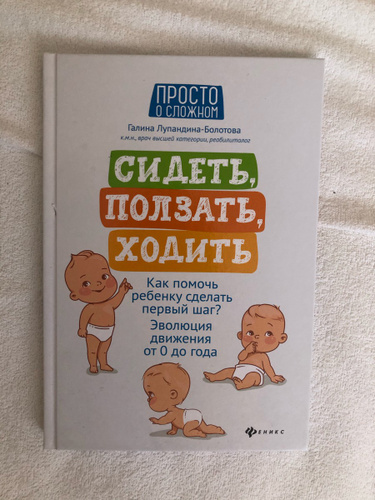 ПРОСТО
О СЛОЖНОМ
Галина Лупандина-Болотова
к.м.н., врач высшей категории, реабилитолог
СИДЕТЬ,
ПОЛЗАТЬ,
ХОДИТЬ
Как помочь
ребенку сделать
первый шаг?
Эволюция
движения
от 0 до года
ФЕНИКС